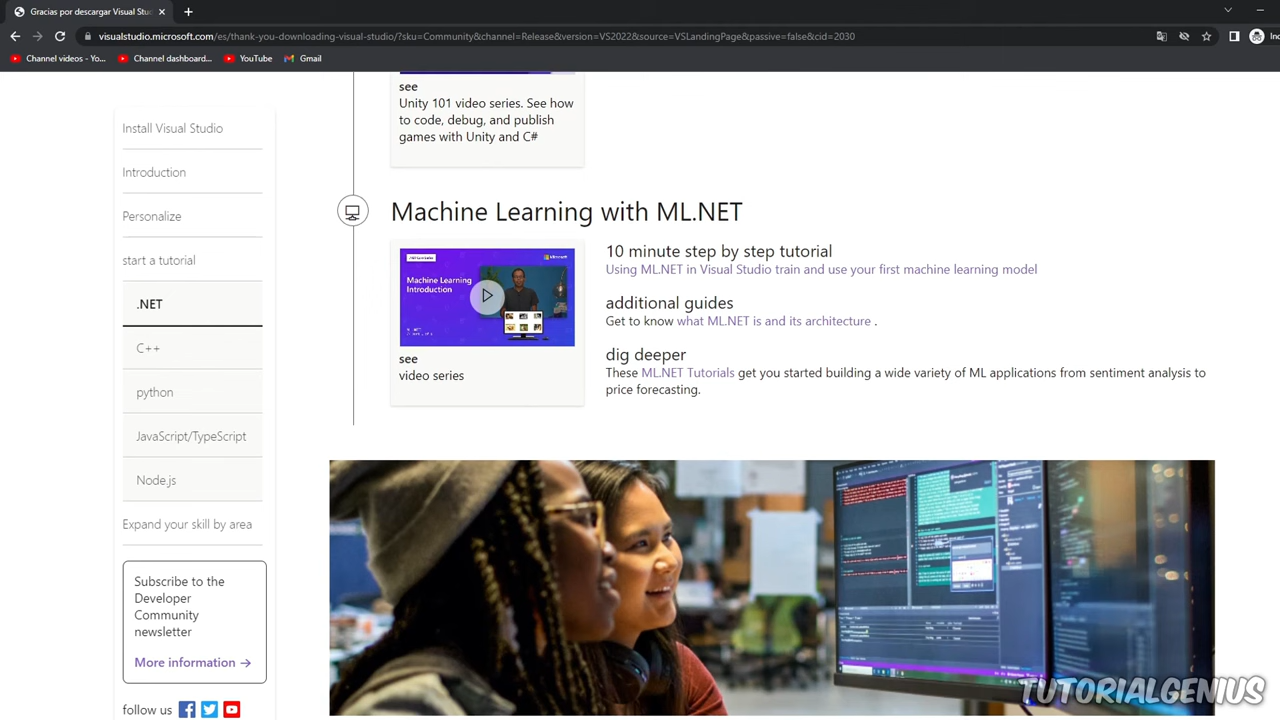 Gracias por descargar Visual Stud
visualstudio.microsoft.com/es/thank-you-downloading-visual-studio/?sku=Community&channel=Release&version=VS2022&source=VSLandingPage&passive=false&cid=2030
Channel videos - Yo...
Channel dashboard...
YouTube
Gmail
Install Visual Studio
Introduction
Personalize
start a tutorial
.NET
C++
python
JavaScript/TypeScript
Node.js
Expand your skill by area
Subscribe to the
Developer
Community
newsletter
More information →
follow us
see
Unity 101 video series. See how
to code, debug, and publish
games with Unity and C#
Machine Learning with ML.NET
Machine Learning
Introduction
Microsoft
see
video series
10 minute step by step tutorial
Using ML.NET in Visual Studio train and use your first machine learning model
additional guides
Get to know what ML.NET is and its architecture .
dig deeper
These ML.NET Tutorials get you started building a wide variety of ML applications from sentiment analysis to
price forecasting.
TUTORIALGENIUS